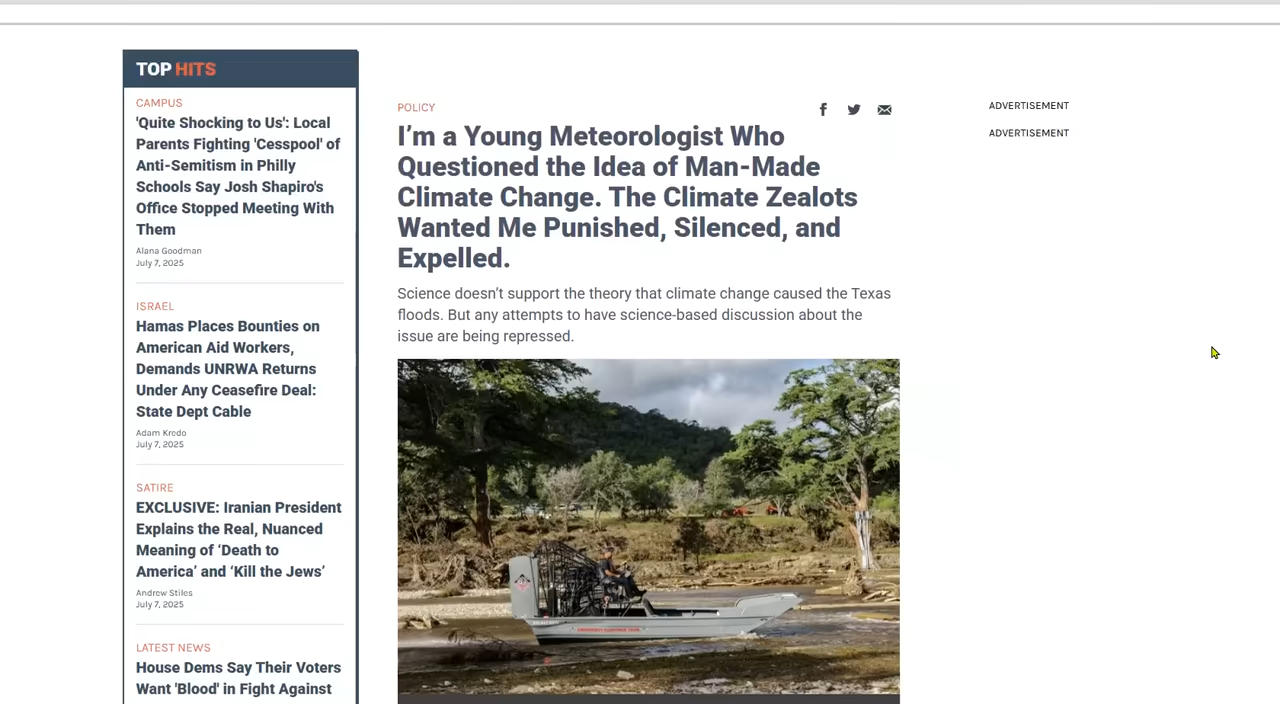 TOP HITS
CAMPUS
'Quite Shocking to Us': Local
Parents Fighting 'Cesspool' of
Anti-Semitism in Philly
Schools Say Josh Shapiro's
Office Stopped Meeting With
Them
Alana Goodman
July 7, 2025
ISRAEL
Hamas Places Bounties on
American Aid Workers,
Demands UNRWA Returns
Under Any Ceasefire Deal:
State Dept Cable
Adam Kredo
July 7, 2025
SATIRE
EXCLUSIVE: Iranian President
Explains the Real, Nuanced
Meaning of ‘Death to
America’ and ‘Kill the Jews’
Andrew Stiles
July 7, 2025
LATEST NEWS
House Dems Say Their Voters
Want 'Blood' in Fight Against
POLICY
I’m a Young Meteorologist Who
Questioned the Idea of Man-Made
Climate Change. The Climate Zealots
Wanted Me Punished, Silenced, and
Expelled.
Science doesn’t support the theory that climate change caused the Texas
floods. But any attempts to have science-based discussion about the
issue are being repressed.
ADVERTISEMENT
ADVERTISEMENT